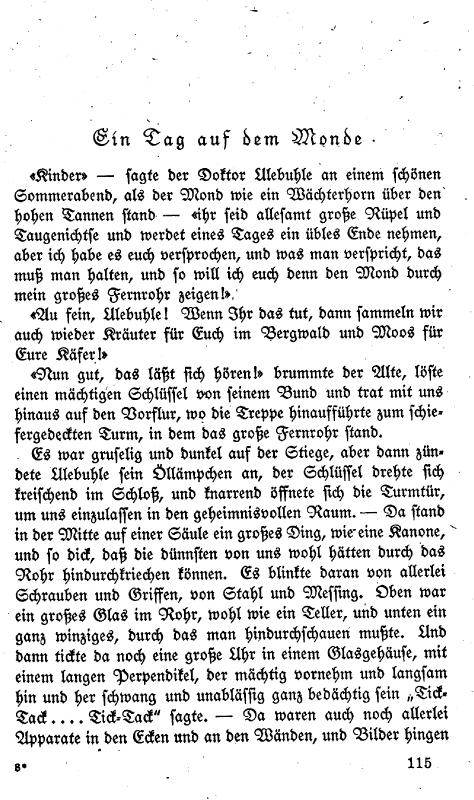 Ein Tag auf dem Monde.
«Kinder» — sagte der Doktor Ulebuhle an einem schönen
Sommerabend, als der Mond wie ein Wächterhorn über den
hohen Tannen stand — «ihr seid allesamt große Rüpel und
Taugenichtse und werdet eines Tages ein übles Ende nehmen,
aber ich habe es euch versprochen, und was man verspricht, das
muß man halten, und so will ich euch denn den Mond durch
mein großes Fernrohr zeigen!»
«Au fein, Ulebuhle! Wenn Ihr das tut, dann sammeln wir
auch wieder Kräuter für Euch im Bergwald und Moos für
Eure Käfer!»
«Nun gut, das läßt sich hören!» brummte der Alte, löste
einen mächtigen Schlüssel von seinem Bund und trat mit uns
hinaus auf den Vorflur, wo die Treppe hinaufführte zum schie-
fergedeckten Turm, in dem das große Fernrohr stand.
Es war gruselig und dunkel auf der Stiege, aber dann zün-
dete Ulebuhle sein Öllämpchen an, der Schlüssel drehte sich
kreischend im Schloß, und knarrend öffnete sich die Turmtür,
um uns einzulassen in den geheimnisvollen Raum. — Da stand
in der Mitte auf einer Säule ein großes Ding, wie eine Kanone,
und so dick, daß die dünnsten von uns wohl hätten durch das
Rohr hindurchkriechen können. Es blinkte daran von allerlei
Schrauben und Griffen, von Stahl und Messing. Oben war
ein großes Glas im Rohr, wohl wie ein Teller, und unten ein
ganz winziges, durch das man hindurchschauen mußte. Und
dann tickte da noch eine große Uhr in einem Glasgehäuse, mit
einem langen Perpendikel, der mächtig vornehm und langsam
hin und her schwang und unablässig ganz bedächtig sein „Tick-
Tack.... Tick-Tack“ sagte. — Da waren auch noch allerlei
Apparate in den Ecken und an den Wänden, und Bilder hingen
8*
115